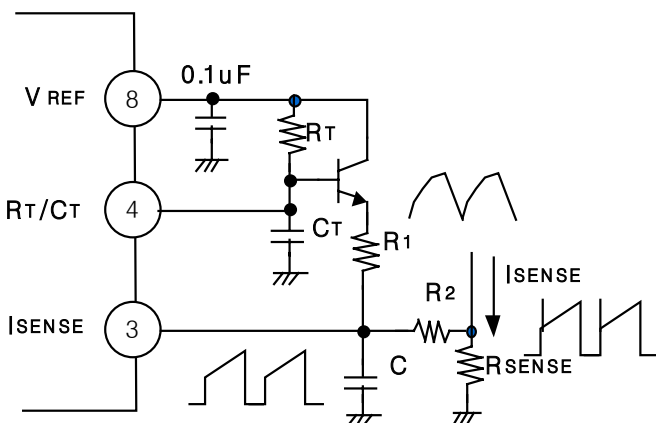 0.1uF
VREF
8
RT
RT/CT
4
CT
R1
ISENSE
R2
ISENSE
3
C
RSENSE